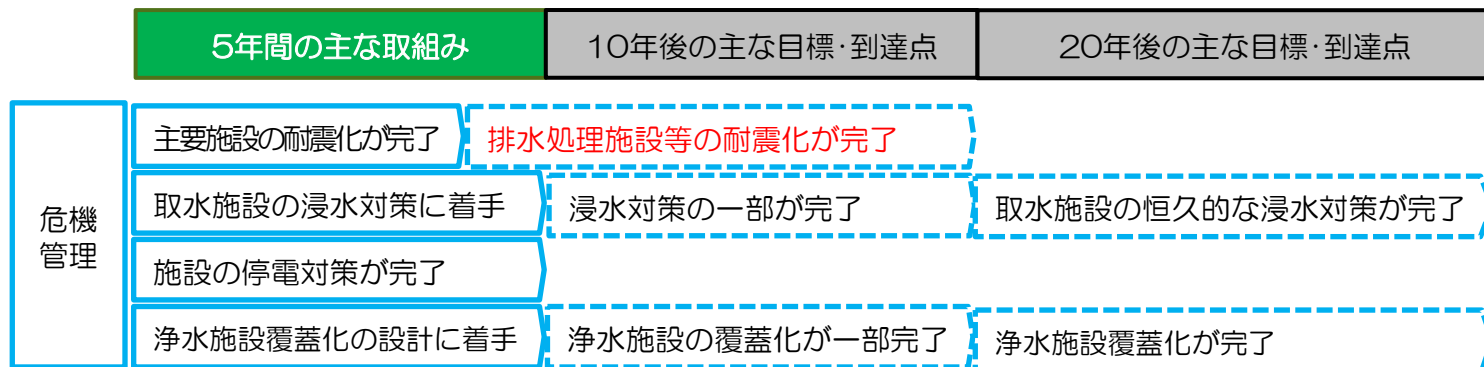 5年間の主な取組み
10年後の主な目標・到達点
20年後の主な目標・到達点
危機
管理
主要施設の耐震化が完了
排水処理施設等の耐震化が完了
取水施設の浸水対策に着手
浸水対策の一部が完了
取水施設の恒久的な浸水対策が完了
施設の停電対策が完了
浄水施設覆蓋化の設計に着手
浄水施設の覆蓋化が一部完了
浄水施設覆蓋化が完了